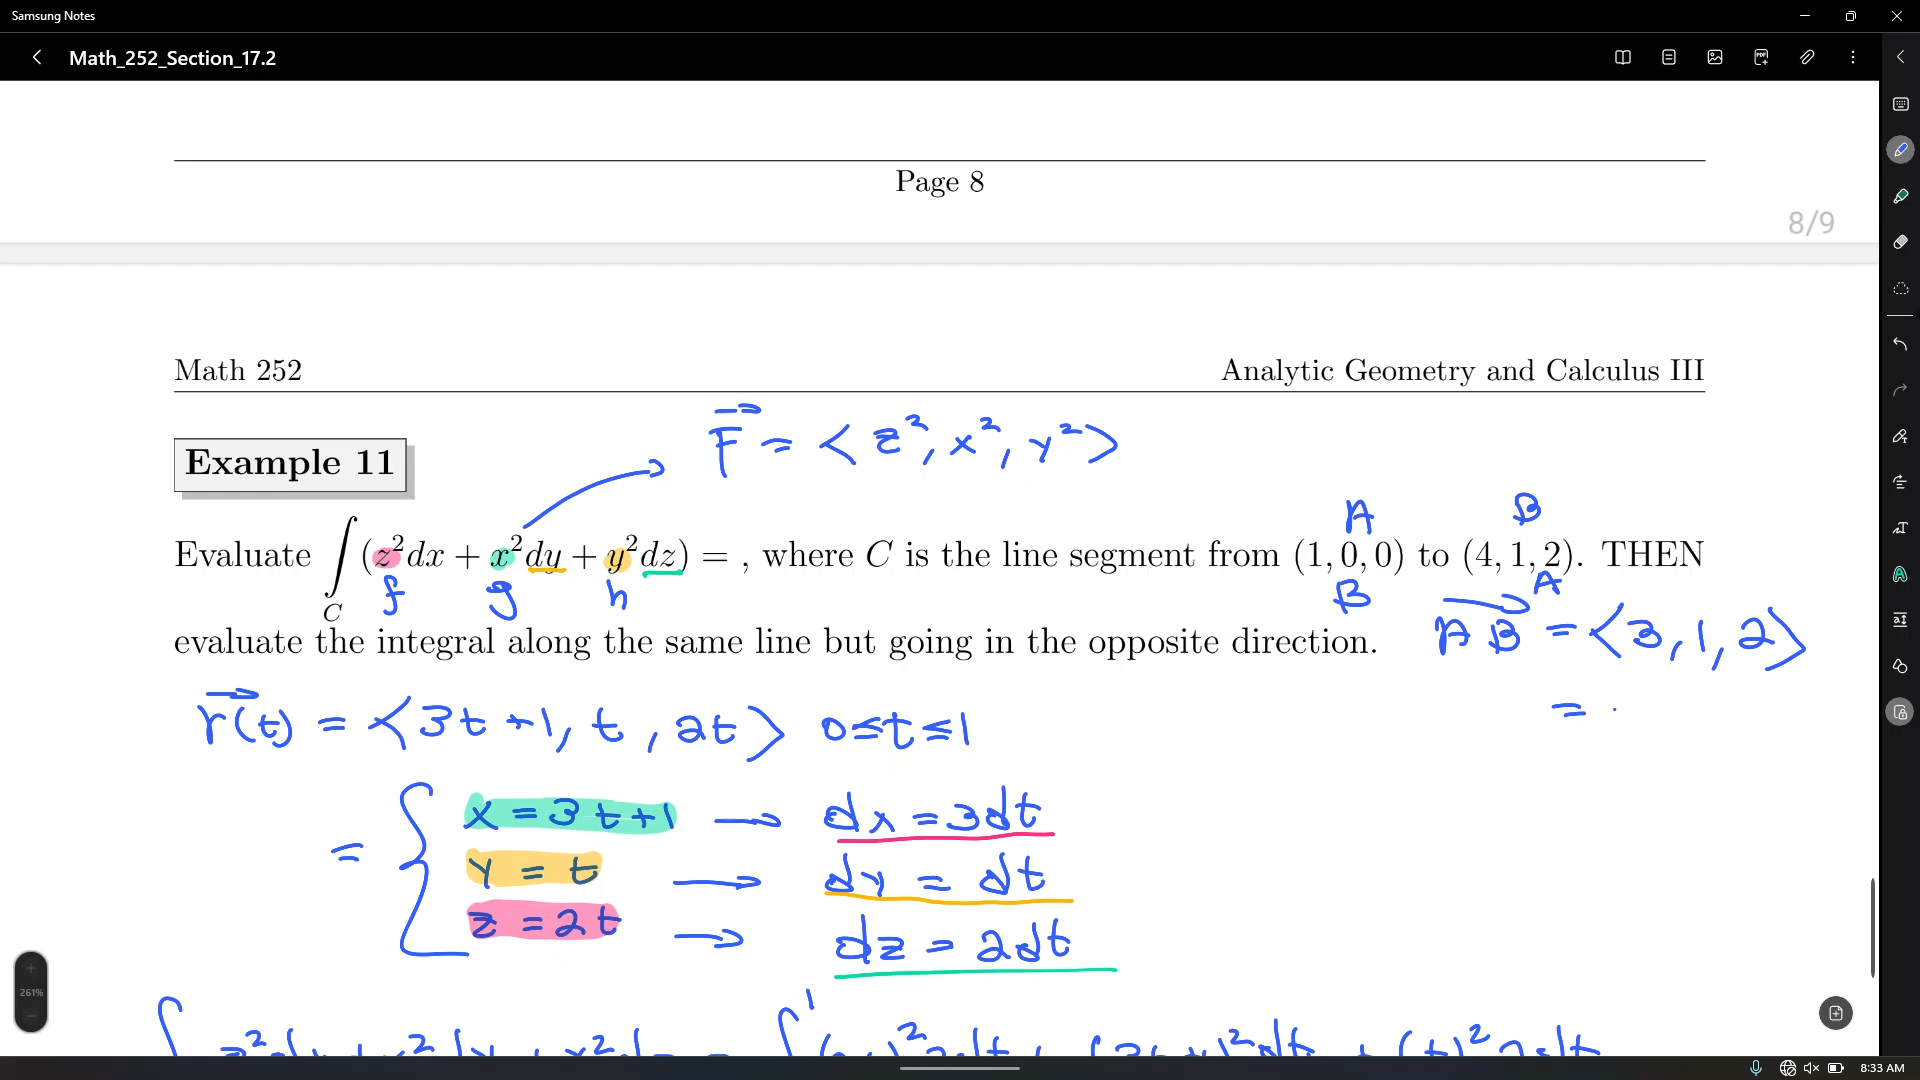 Samsung Notes
Math_252_Section_17.2
Page 8
8/9
Math 252 Analytic Geometry and Calculus III
F⃗ = < z², x², y² >
Example 11
A B
Evaluate ∫_C (z²dx + x²dy + y²dz) = , where C is the line segment from (1, 0, 0) to (4, 1, 2). THEN
f g h B A
evaluate the integral along the same line but going in the opposite direction.
AB = <3, 1, 2>
=
r(t) = < 3t +1, t, 2t > 0≤t≤1
= { x = 3t+1 → dx = 3dt
y = t → dy = dt
z = 2t → dz = 2dt
261%
8:33 AM